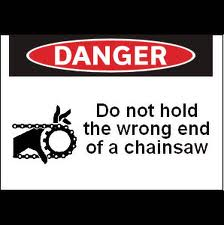 DANGER
Do not hold
the wrong end
of a chainsaw